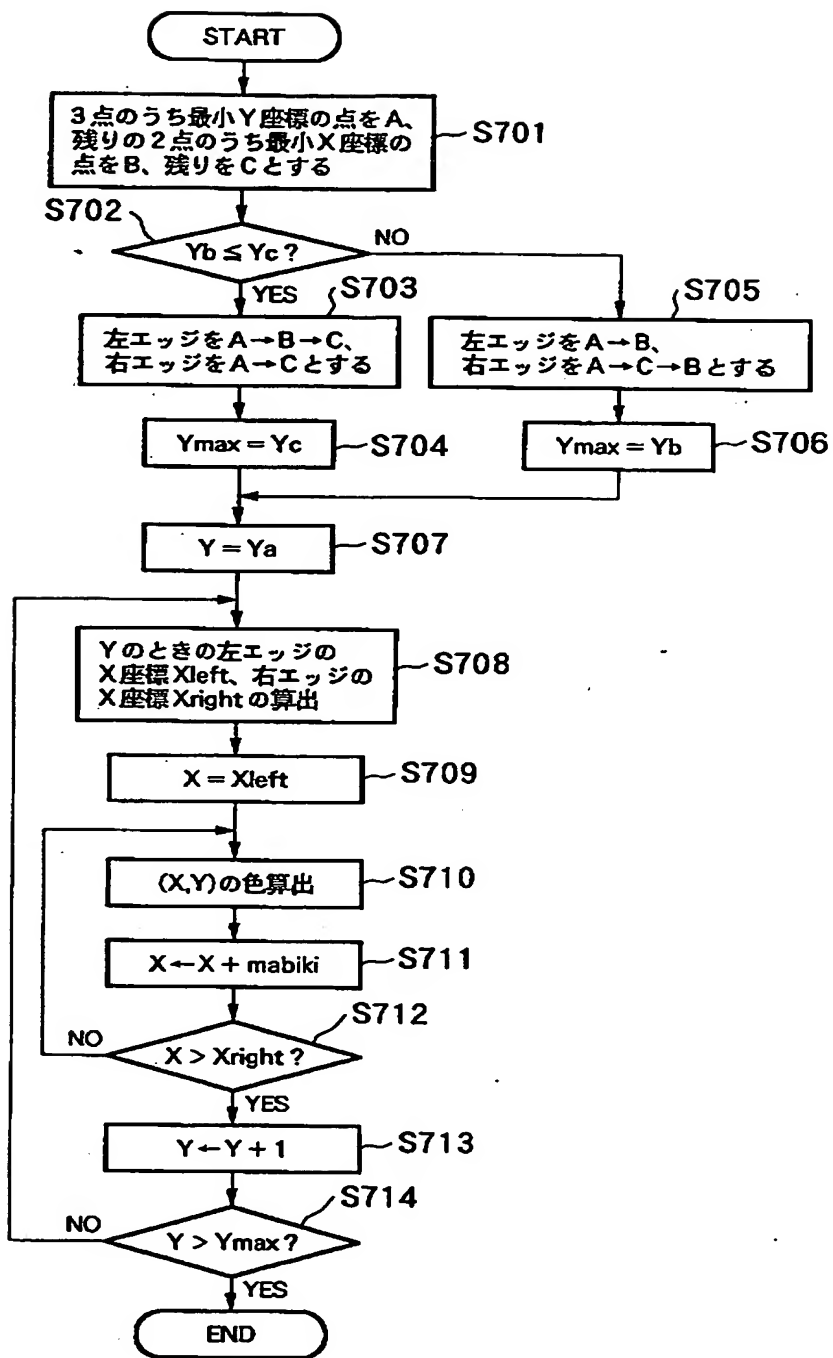 START
3点のうち最小Y座標の点をA、
残りの2点のうち最小X座標の
点をB、残りをCとする
S701
S702
Yb≦Yc?
NO
YES
S703
左エッジをA→B→C、
右エッジをA→Cとする
S705
左エッジをA→B、
右エッジをA→C→Bとする
Ymax=Yc
S704
Ymax=Yb
S706
Y=Ya
S707
Yのときの左エッジの
X座標Xleft、右エッジの
X座標Xrightの算出
S708
X=Xleft
S709
(X,Y)の色算出
S710
X←X+mabiki
S711
S712
NO
X>Xright?
YES
Y←Y+1
S713
S714
NO
Y>Ymax?
YES
END